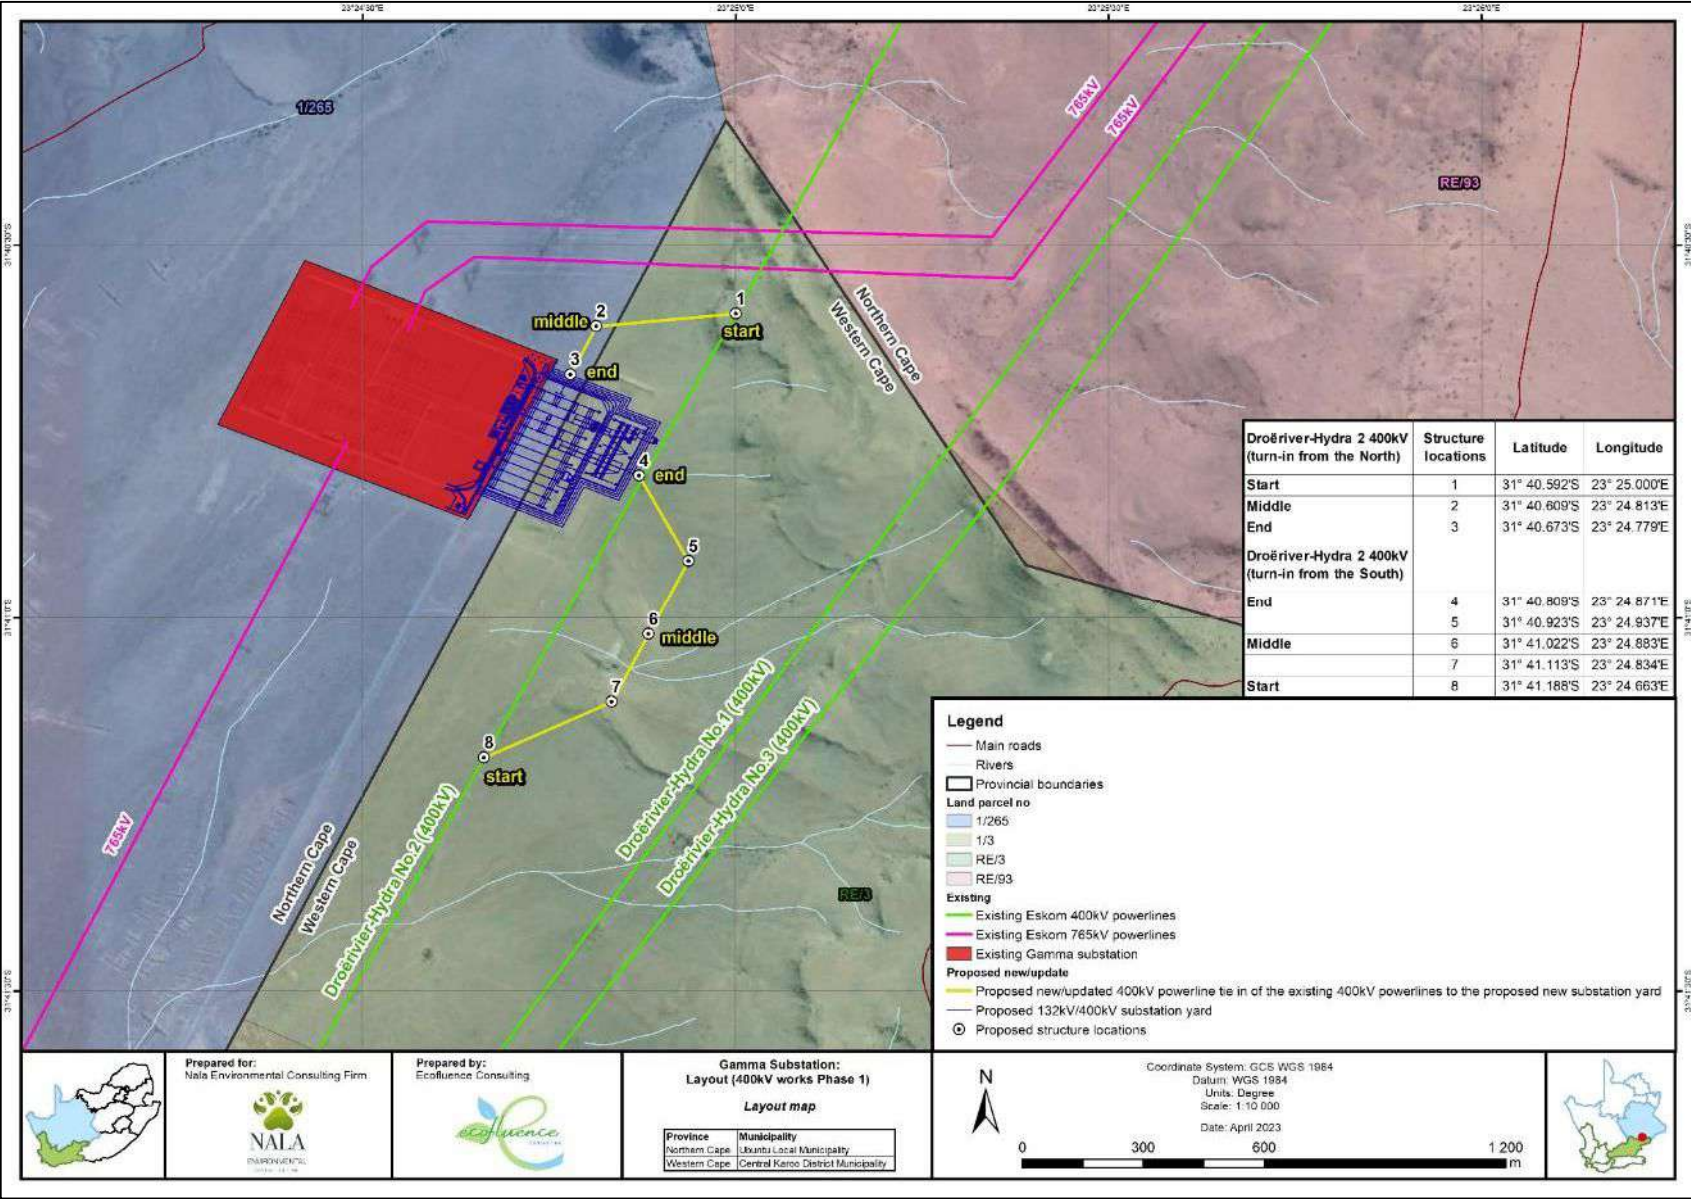 23°24'30"E
23°25'0"E
23°25'30"E
23°26'0"E
31°40'30"S
31°41'0"S
31°41'30"S
31°40'30"S
31°41'0"S
31°41'30"S
1/265
765kV
765kV
RE/93
1
start
2
middle
3
end
Northern Cape
Western Cape
4
end
5
6
middle
7
8
start
765kV
Northern Cape
Western Cape
Droërivier-Hydra No.2 (400kV)
Droërivier-Hydra No.1 (400kV)
Droërivier-Hydra No.3 (400kV)
RE/3
Droëriver-Hydra 2 400kV (turn-in from the North) Structure locations Latitude Longitude
Start 1 31° 40.592'S 23° 25.000'E
Middle 2 31° 40.609'S 23° 24.813'E
End 3 31° 40.673'S 23° 24.779'E
Droëriver-Hydra 2 400kV
(turn-in from the South)
End 4 31° 40.809'S 23° 24.871'E
5 31° 40.923'S 23° 24.937'E
Middle 6 31° 41.022'S 23° 24.883'E
7 31° 41.113'S 23° 24.834'E
Start 8 31° 41.188'S 23° 24.663'E
Legend
Main roads
Rivers
Provincial boundaries
Land parcel no
1/265
1/3
RE/3
RE/93
Existing
Existing Eskom 400kV powerlines
Existing Eskom 765kV powerlines
Existing Gamma substation
Proposed new/update
Proposed new/updated 400kV powerline tie in of the existing 400kV powerlines to the proposed new substation yard
Proposed 132kV/400kV substation yard
Proposed structure locations
Prepared for:
Nala Environmental Consulting Firm
NALA
ENVIRONMENTAL
Prepared by:
Ecofluence Consulting
ecofluence
Gamma Substation:
Layout (400kV works Phase 1)
Layout map
Province Municipality
Northern Cape Ubuntu Local Municipality
Western Cape Central Karoo District Municipality
N
Coordinate System: GCS WGS 1984
Datum: WGS 1984
Units: Degree
Scale: 1:10 000
Date: April 2023
0 300 600 1 200
m